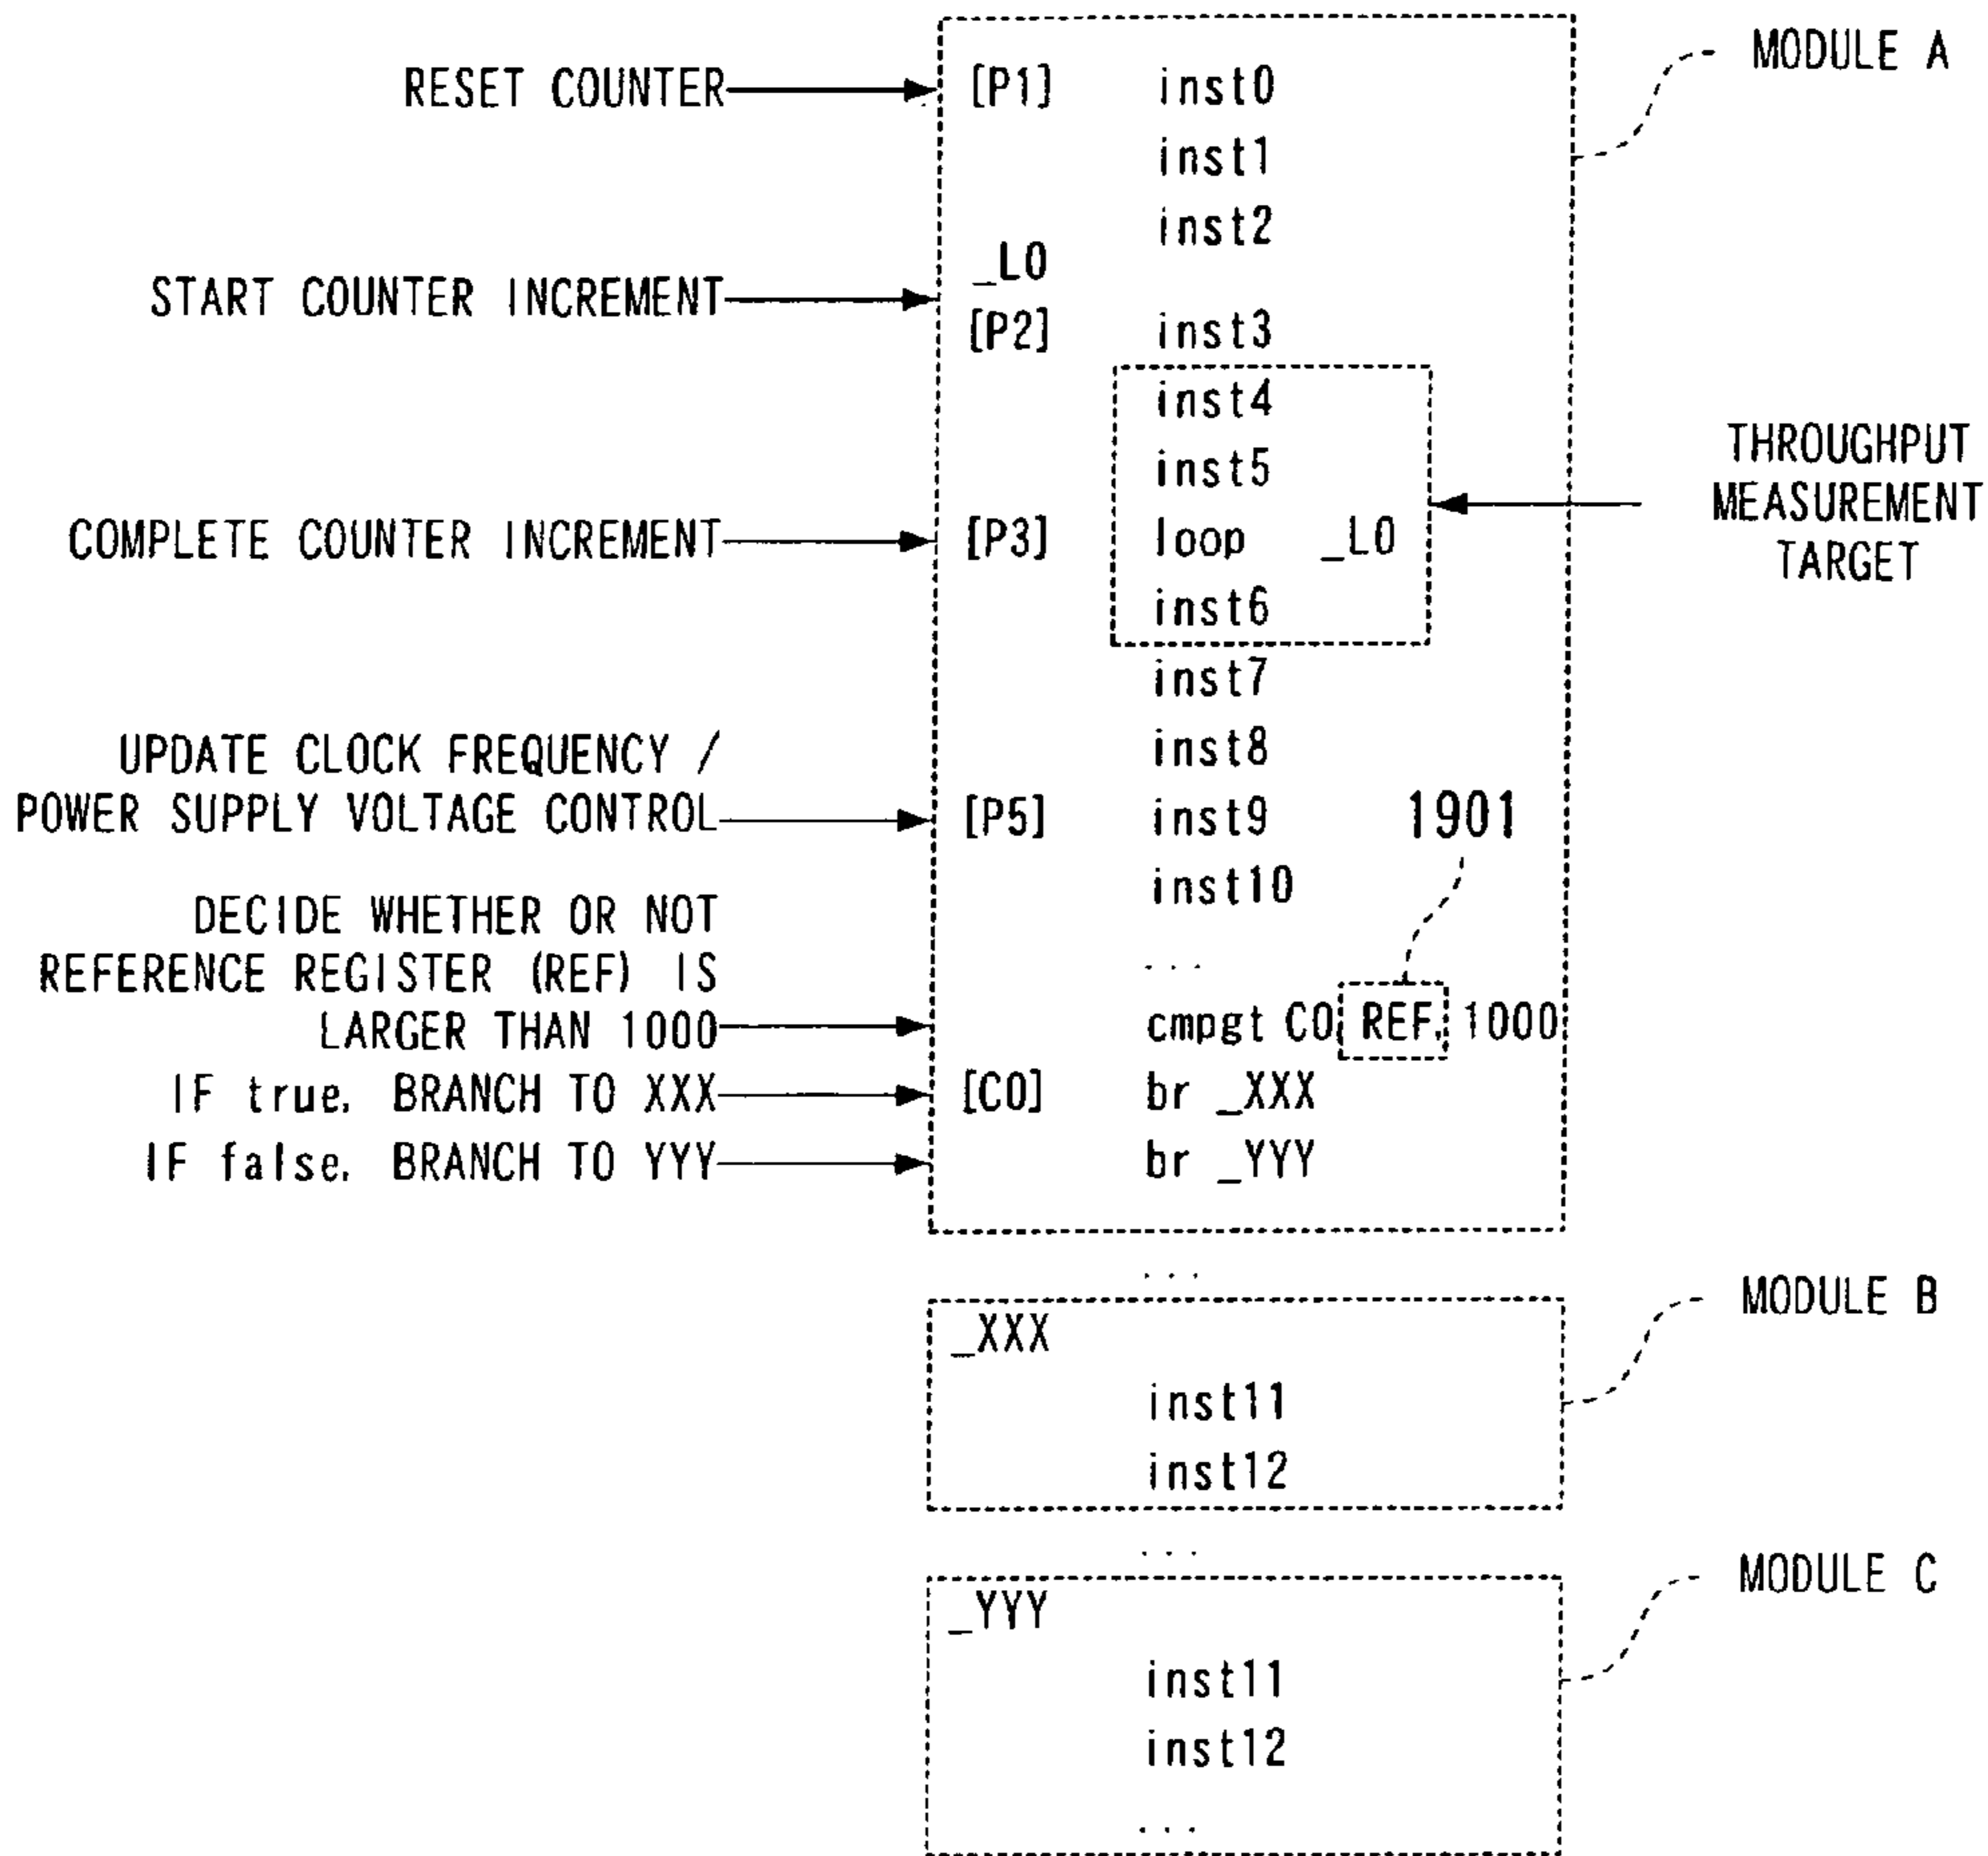 MODULE A
RESET COUNTER [P1] inst0
inst1
inst2
_L0
START COUNTER INCREMENT
[P2] inst3
inst4
inst5
THROUGHPUT
MEASUREMENT
TARGET
COMPLETE COUNTER INCREMENT [P3] loop _L0
inst6
inst7
UPDATE CLOCK FREQUENCY /
POWER SUPPLY VOLTAGE CONTROL
inst8
[P5] inst9 1901
inst10
DECIDE WHETHER OR NOT
REFERENCE REGISTER (REF) IS
LARGER THAN 1000
...
cmpgt C0 REF, 1000
IF true, BRANCH TO XXX [C0] br _XXX
IF false, BRANCH TO YYY br _YYY
...
MODULE B
_XXX
inst11
inst12
...
MODULE C
_YYY
inst11
inst12
...